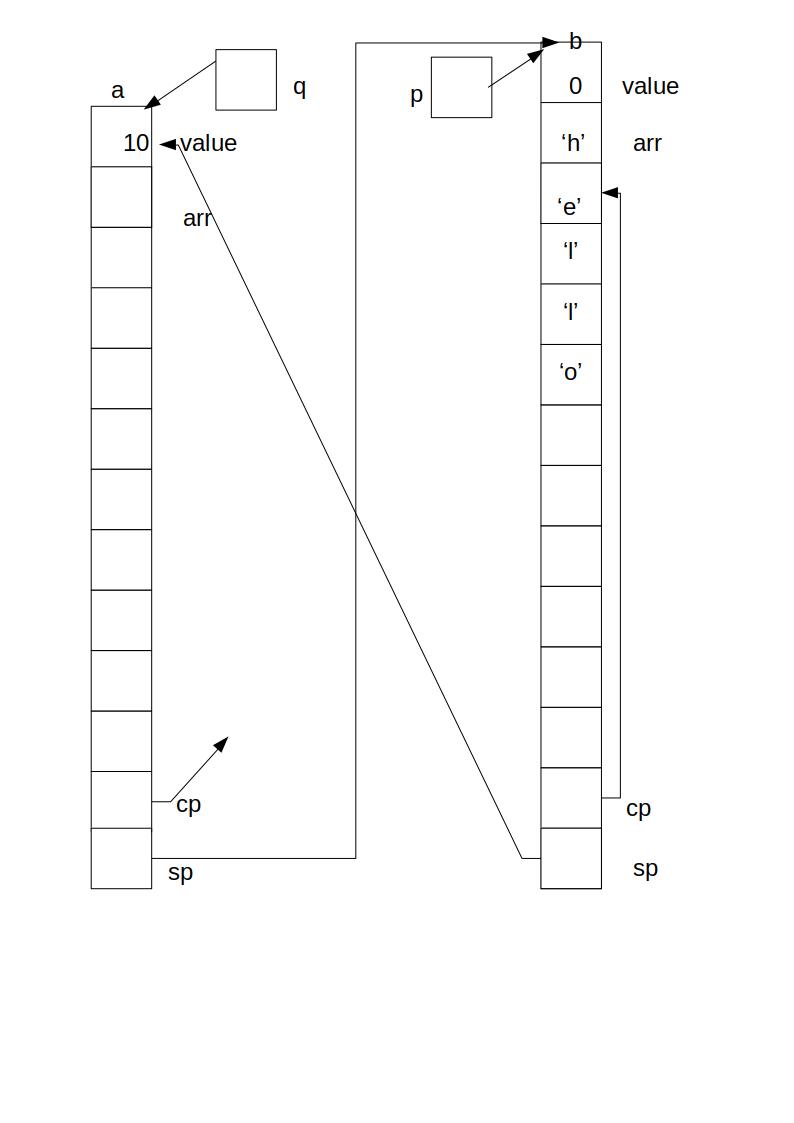 b
q
0 value
p
a
10 value
‘h’ arr
‘e’
arr
‘l’
‘l’
‘o’
cp
cp
sp
sp